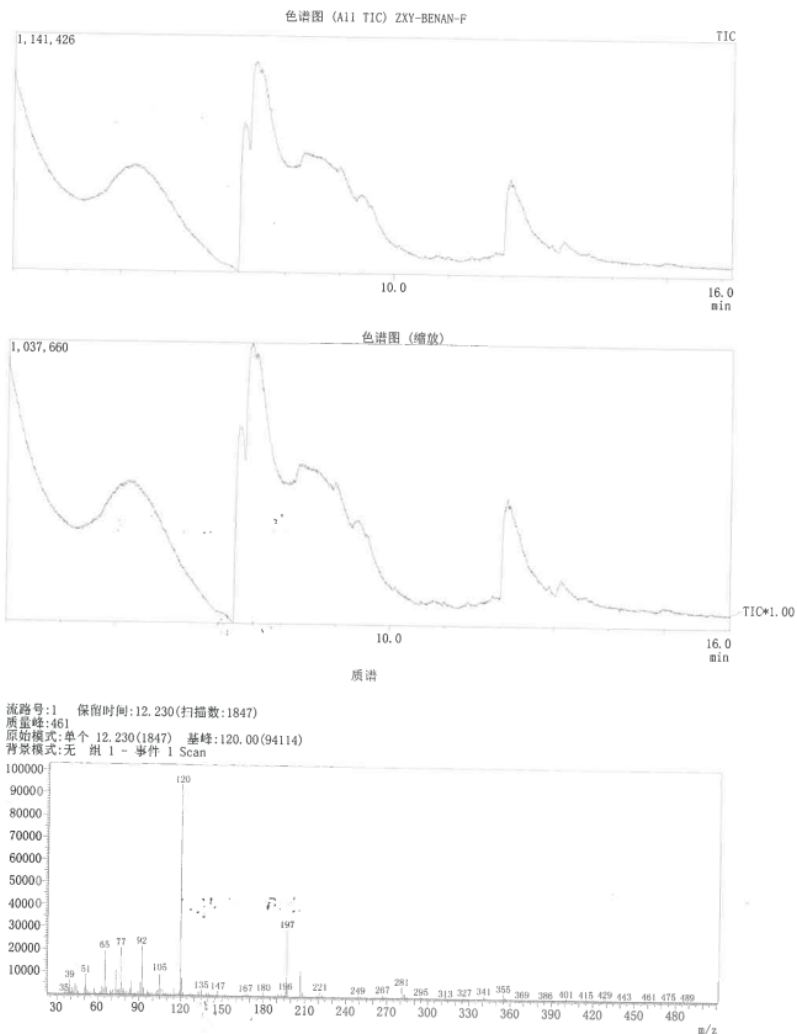 色谱图 (All TIC) ZXY-BENAN-F
1,141,426
TIC
10.0
16.0
min
色谱图 (缩放)
1,037,660
TIC*1.00
10.0
16.0
min
质谱
流路号:1 保留时间:12.230(扫描数:1847)
质量峰:461
原始模式:单个 12.230(1847) 基峰:120.00(94114)
背景模式:无 组 1 - 事件 1 Scan
100000
90000
80000
70000
60000
50000
40000
30000
20000
10000
120
197
35 39 51 65 77 92 105 135 147 167 180 196 221 249 267 281 295 313 327 341 355 369 386 401 415 429 443 461 475 489
30 60 90 120 150 180 210 240 270 300 330 360 390 420 450 480
m/z